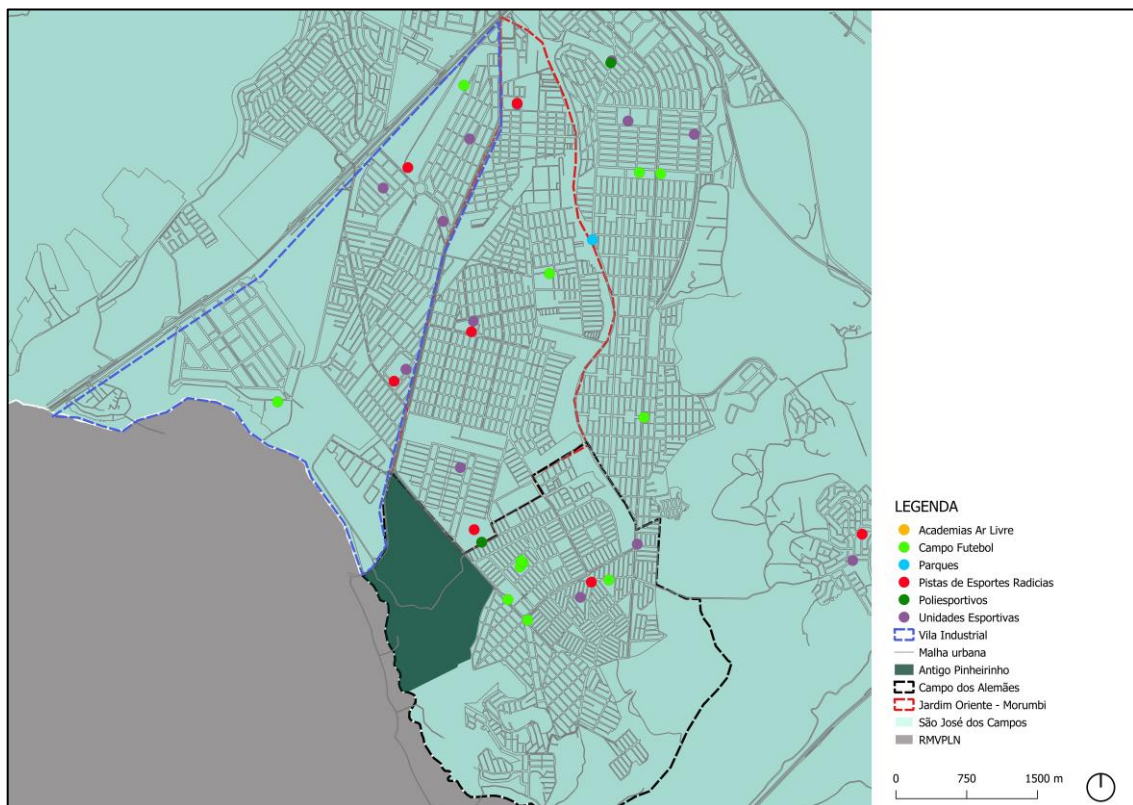 LEGENDA
Academias Ar Livre
Campo Futebol
Parques
Pistas de Esportes Radicias
Poliesportivos
Unidades Esportivas
Vila Industrial
Malha urbana
Antigo Pinheirinho
Campo dos Alemães
Jardim Oriente - Morumbi
São José dos Campos
RMVPLN
0 750 1500 m